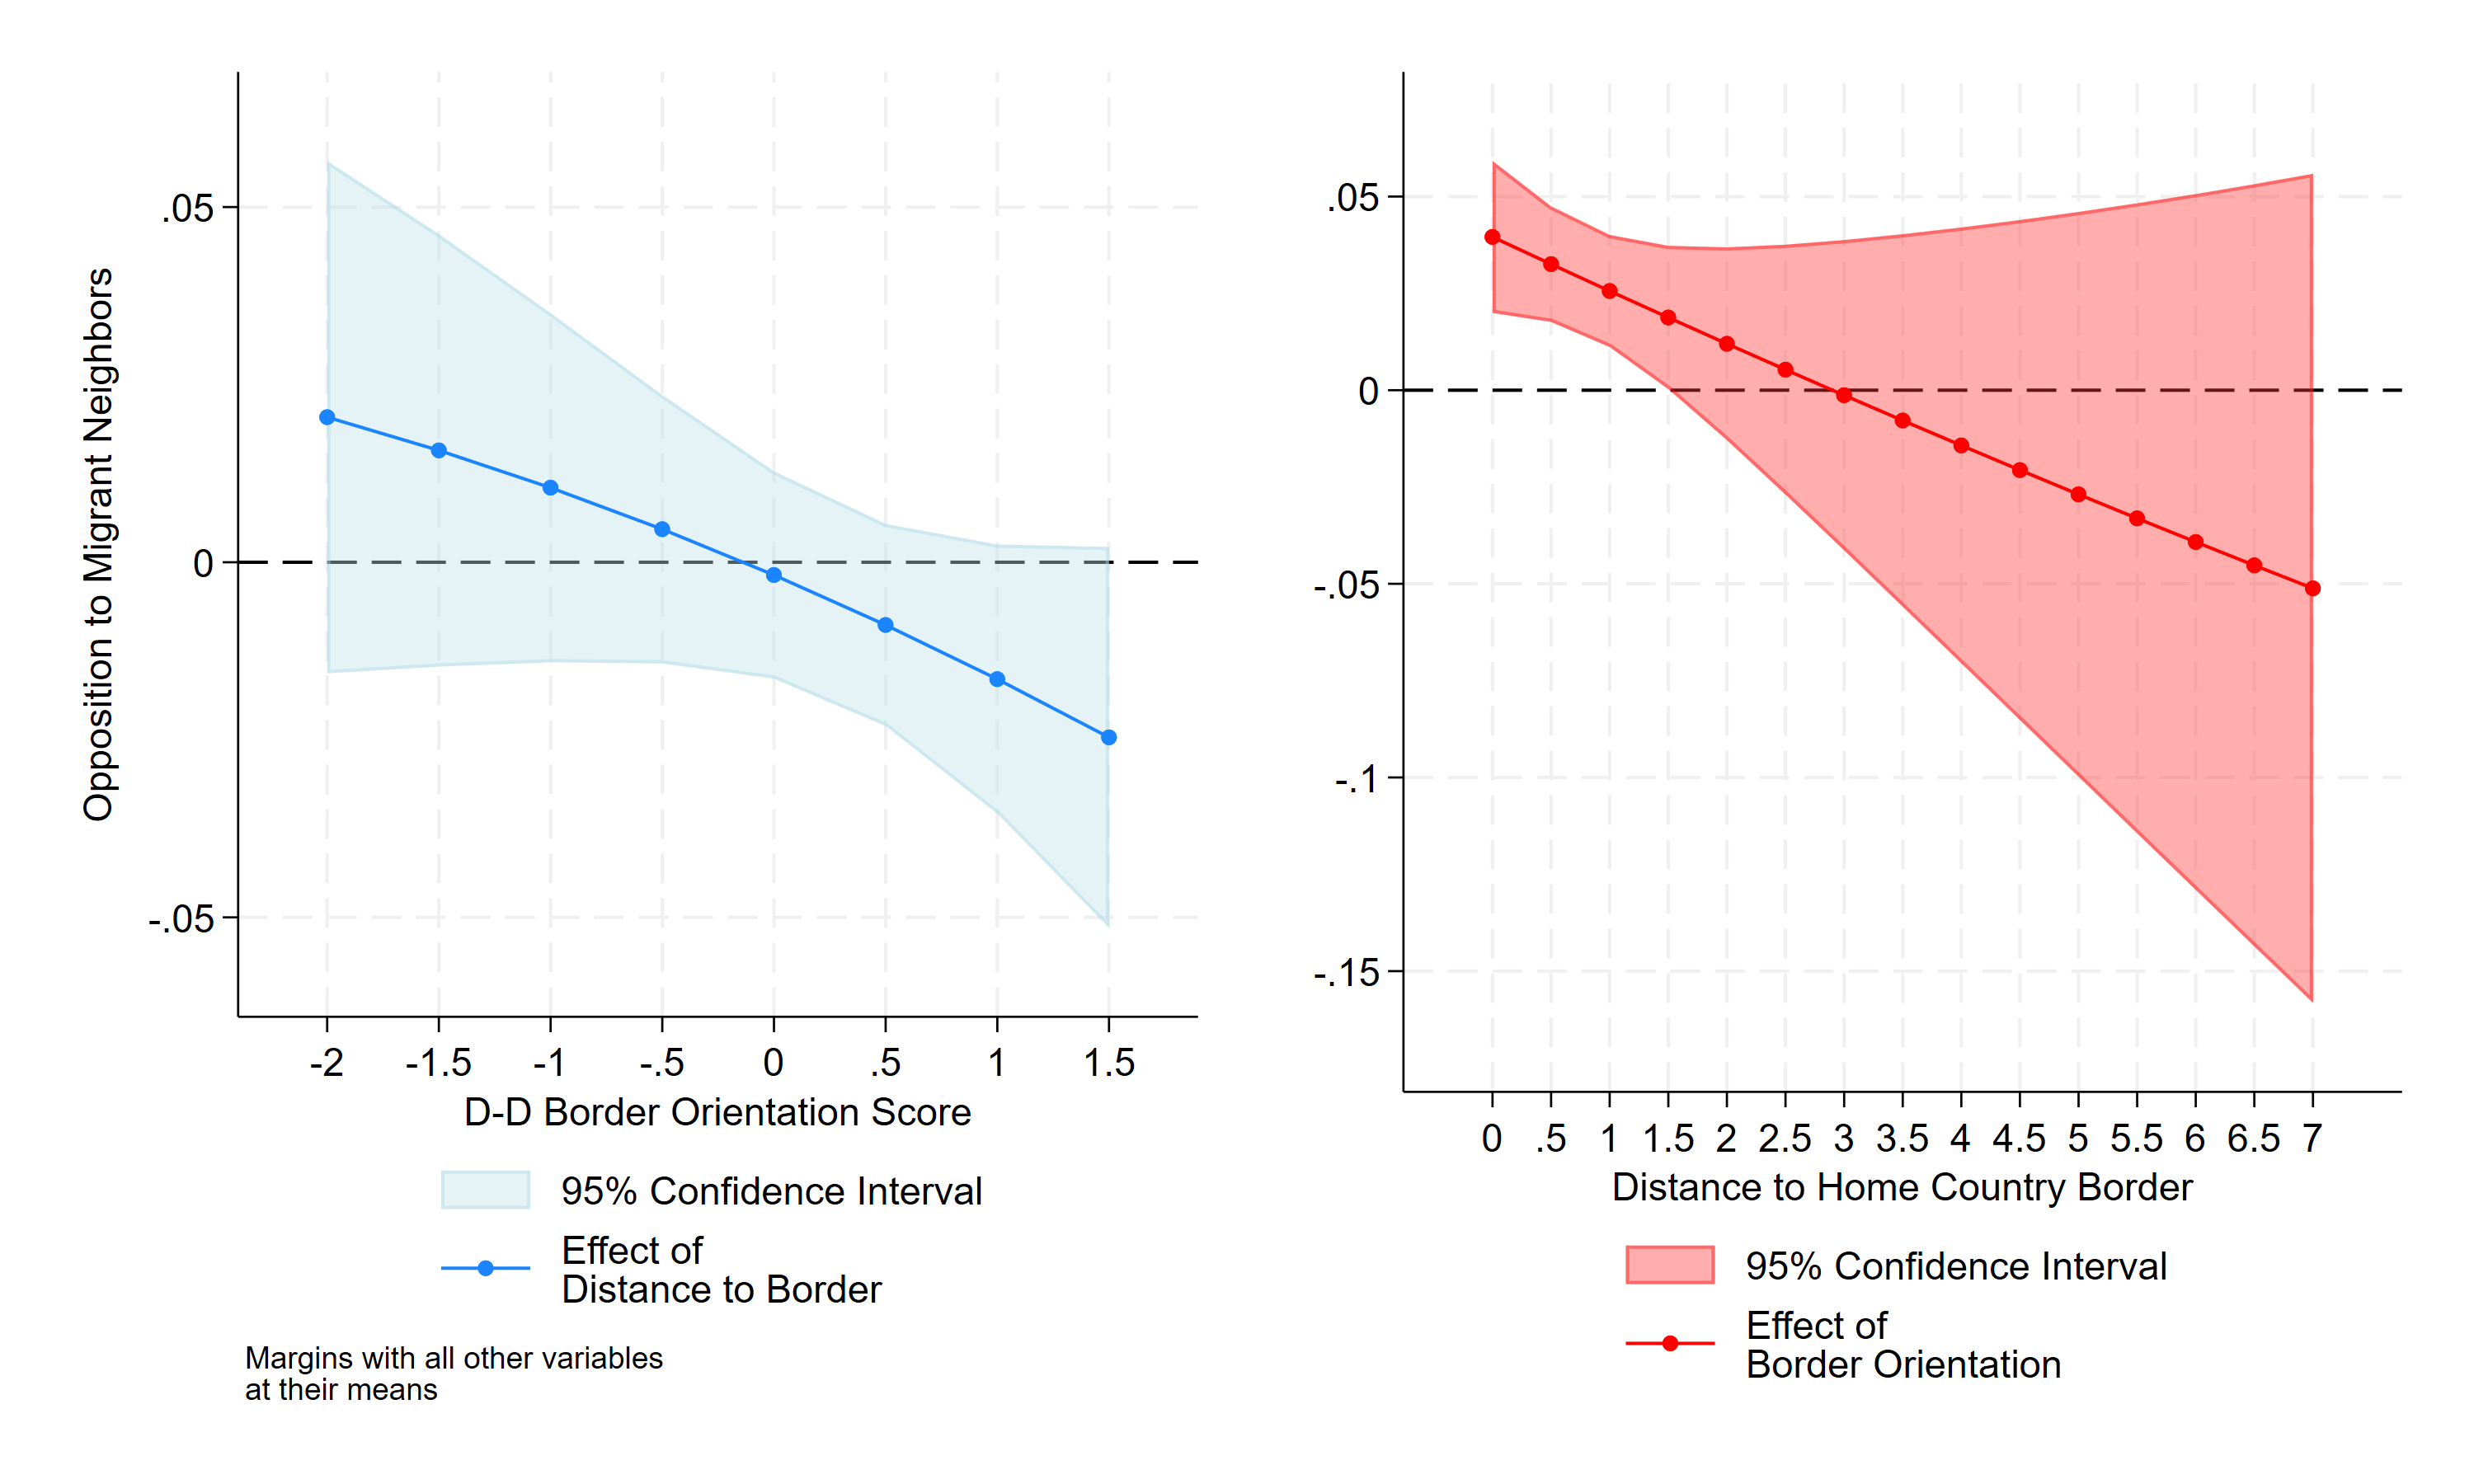 Opposition to Migrant Neighbors
.05
0
-.05
-2 -1.5 -1 -.5 0 .5 1 1.5
D-D Border Orientation Score
95% Confidence Interval
Effect of
Distance to Border
Margins with all other variables
at their means
.05
0
-.05
-.1
-.15
0 .5 1 1.5 2 2.5 3 3.5 4 4.5 5 5.5 6 6.5 7
Distance to Home Country Border
95% Confidence Interval
Effect of
Border Orientation